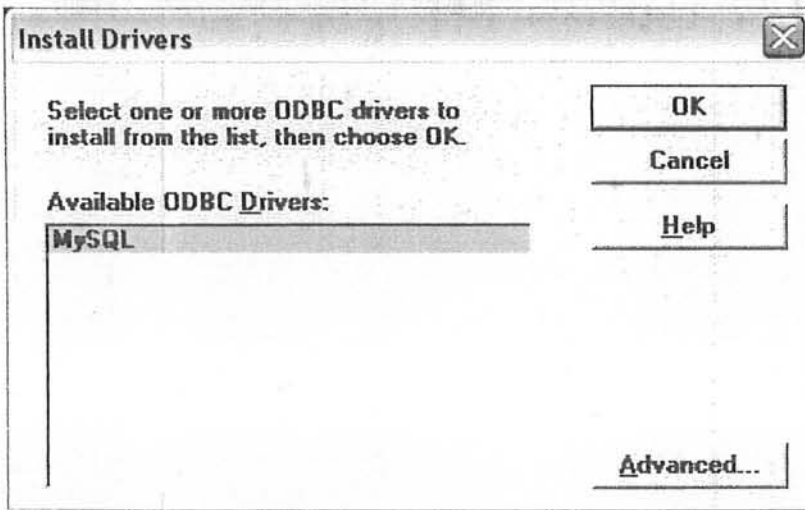 Install Drivers
Select one or more ODBC drivers to
install from the list, then choose OK.
Available ODBC Drivers:
MySQL
OK
Cancel
Help
Advanced...